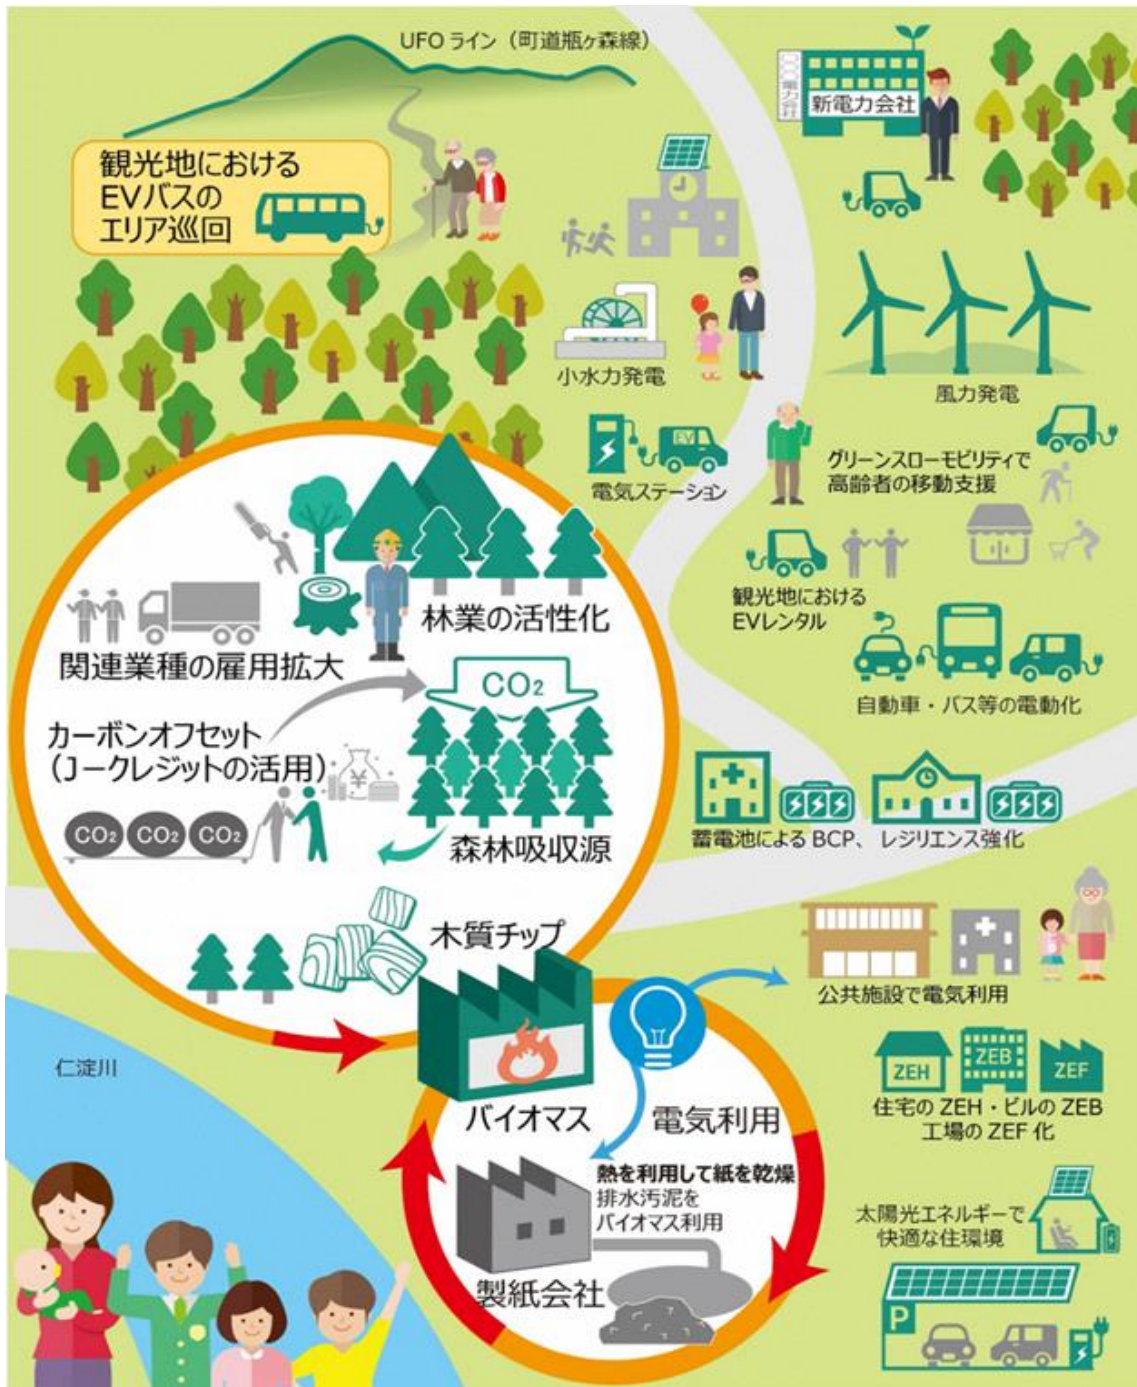 UFOライン（町道瓶ヶ森線）
観光地における
EVバスの
エリア巡回
〇〇〇電力会社
新電力会社
小水力発電
風力発電
EV
電気ステーション
グリーンスローモビリティで
高齢者の移動支援
観光地における
EVレンタル
自動車・バス等の電動化
林業の活性化
関連業種の雇用拡大
CO2
カーボンオフセット
（J－クレジットの活用）
¥
CO2 CO2 CO2
森林吸収源
蓄電池によるBCP、レジリエンス強化
木質チップ
公共施設で電気利用
仁淀川
バイオマス
電気利用
ZEH ZEB ZEF
住宅のZEH・ビルのZEB
工場のZEF化
熱を利用して紙を乾燥
排水汚泥を
バイオマス利用
製紙会社
太陽光エネルギーで
快適な住環境
P